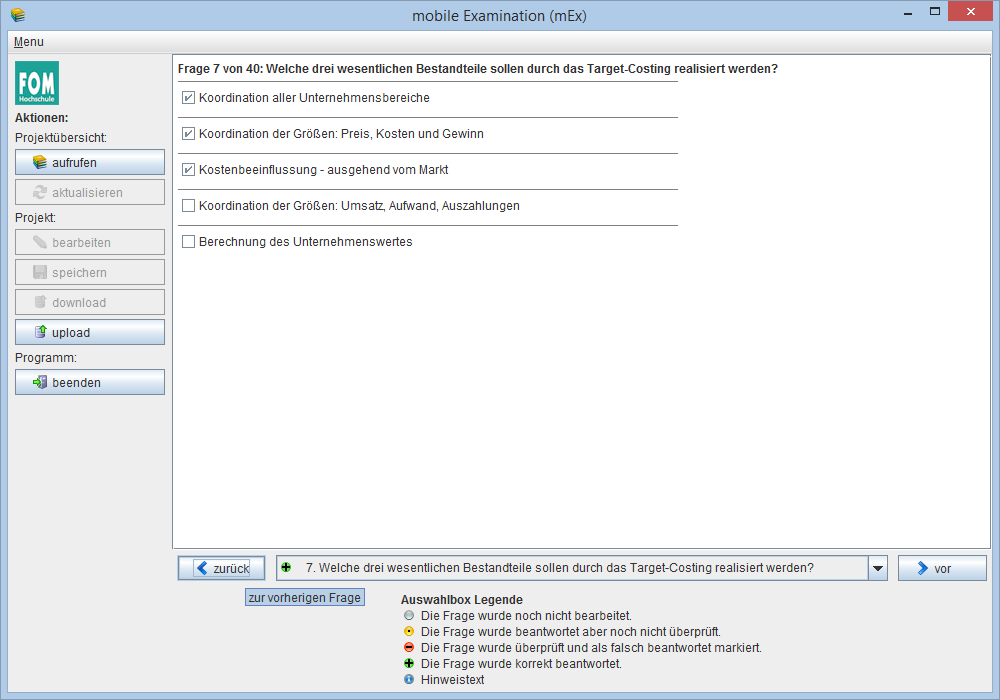 mobile Examination (mEx)
Menu
FOM
Hochschule
Aktionen:
Projektübersicht:
aufrufen
aktualisieren
Projekt:
bearbeiten
speichern
download
upload
Programm:
beenden
Frage 7 von 40: Welche drei wesentlichen Bestandteile sollen durch das Target-Costing realisiert werden?
Koordination aller Unternehmensbereiche
Koordination der Größen: Preis, Kosten und Gewinn
Kostenbeeinflussung - ausgehend vom Markt
Koordination der Größen: Umsatz, Aufwand, Auszahlungen
Berechnung des Unternehmenswertes
zurück
7. Welche drei wesentlichen Bestandteile sollen durch das Target-Costing realisiert werden?
vor
zur vorherigen Frage
Auswahlbox Legende
Die Frage wurde noch nicht bearbeitet.
Die Frage wurde beantwortet aber noch nicht überprüft.
Die Frage wurde überprüft und als falsch beantwortet markiert.
Die Frage wurde korrekt beantwortet.
Hinweistext